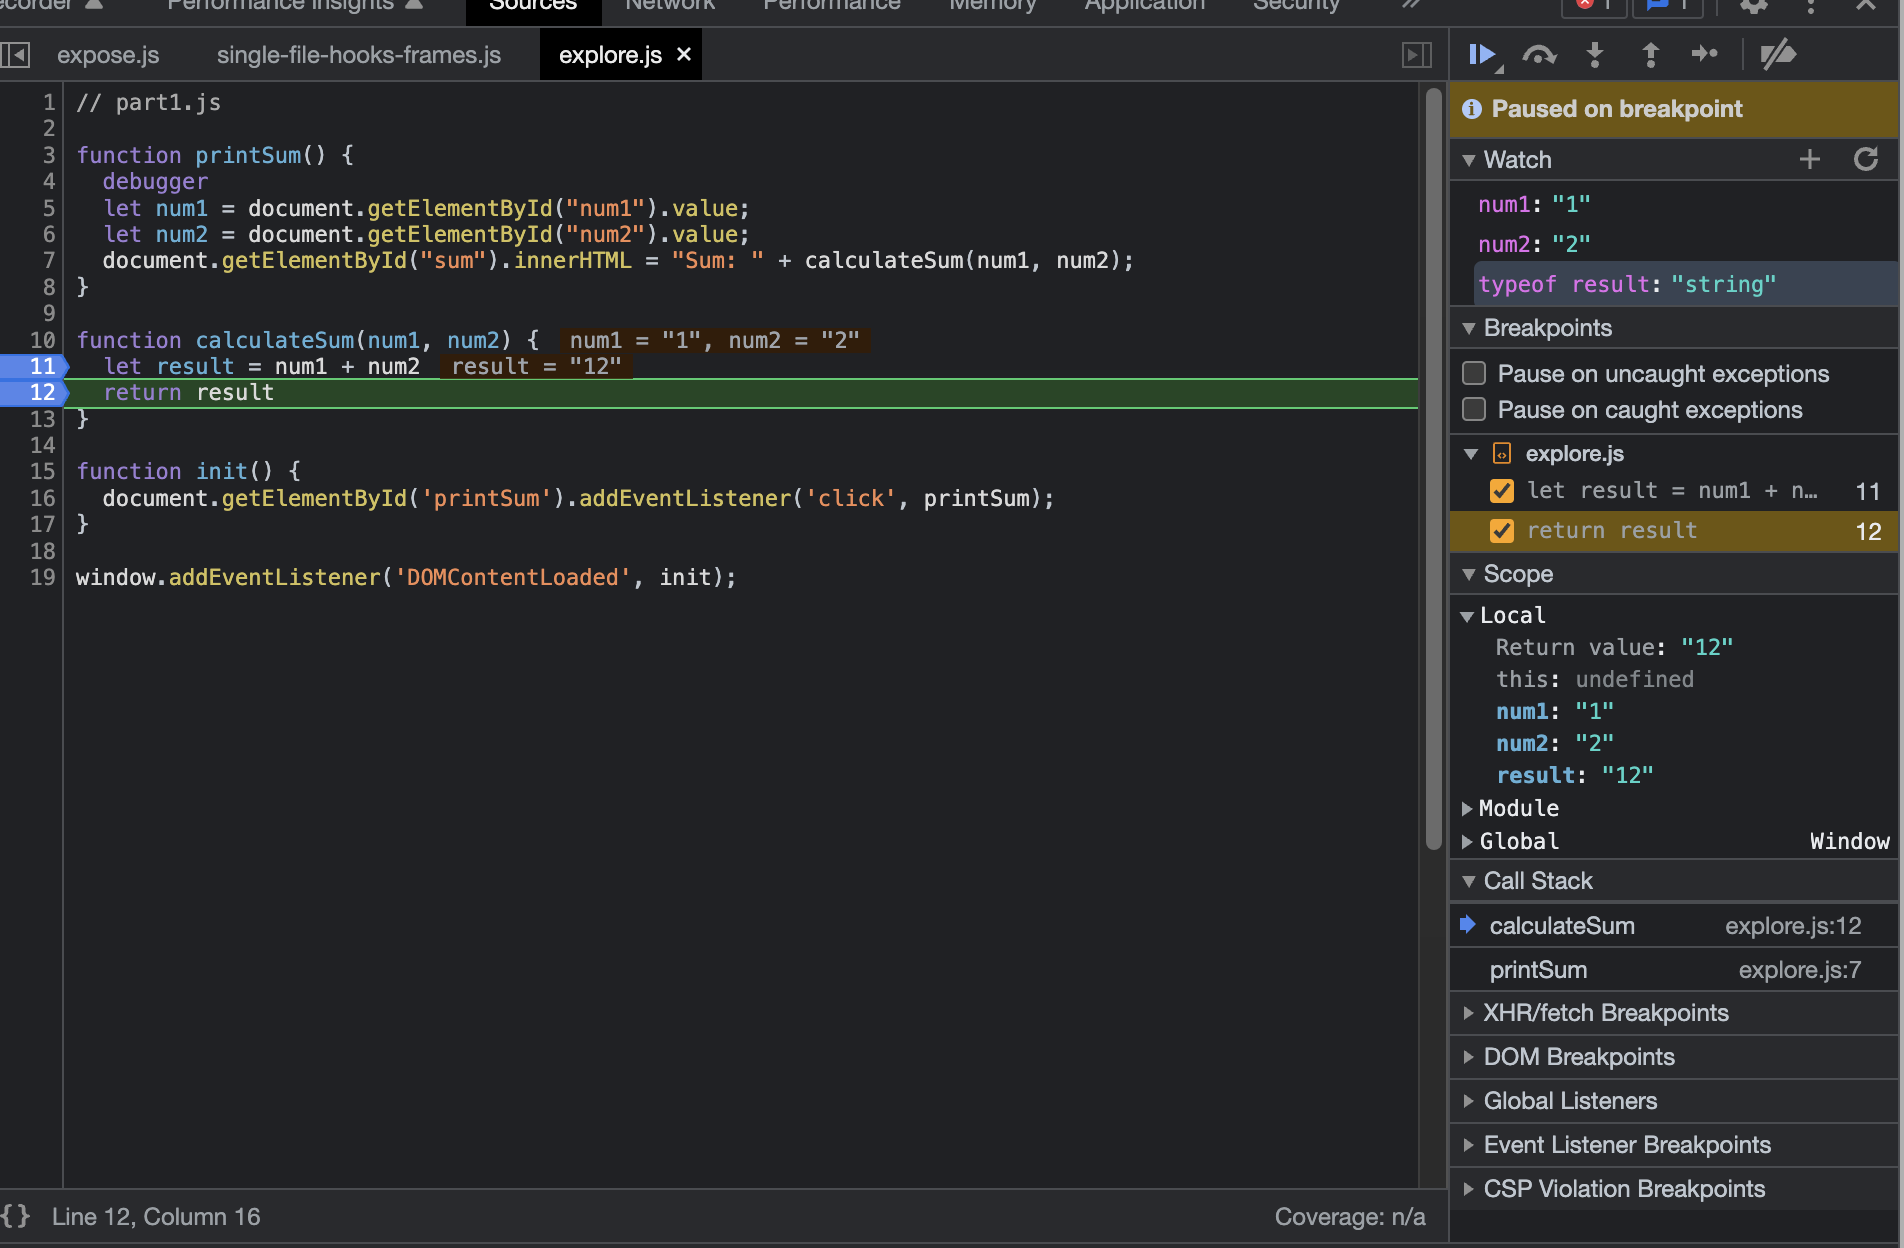 Performance insights
Sources
Network
Performance
Memory
Application
Security
»
1
1
expose.js
single-file-hooks-frames.js
explore.js ×
1 // part1.js
2
3 function printSum() {
4 debugger
5 let num1 = document.getElementById("num1").value;
6 let num2 = document.getElementById("num2").value;
7 document.getElementById("sum").innerHTML = "Sum: " + calculateSum(num1, num2);
8 }
9
10 function calculateSum(num1, num2) { num1 = "1", num2 = "2"
11 let result = num1 + num2 result = "12"
12 return result
13 }
14
15 function init() {
16 document.getElementById('printSum').addEventListener('click', printSum);
17 }
18
19 window.addEventListener('DOMContentLoaded', init);
{} Line 12, Column 16
Coverage: n/a
Paused on breakpoint
Watch
num1: "1"
num2: "2"
typeof result: "string"
Breakpoints
Pause on uncaught exceptions
Pause on caught exceptions
explore.js
let result = num1 + n… 11
return result 12
Scope
Local
Return value: "12"
this: undefined
num1: "1"
num2: "2"
result: "12"
Module
Global Window
Call Stack
calculateSum explore.js:12
printSum explore.js:7
XHR/fetch Breakpoints
DOM Breakpoints
Global Listeners
Event Listener Breakpoints
CSP Violation Breakpoints